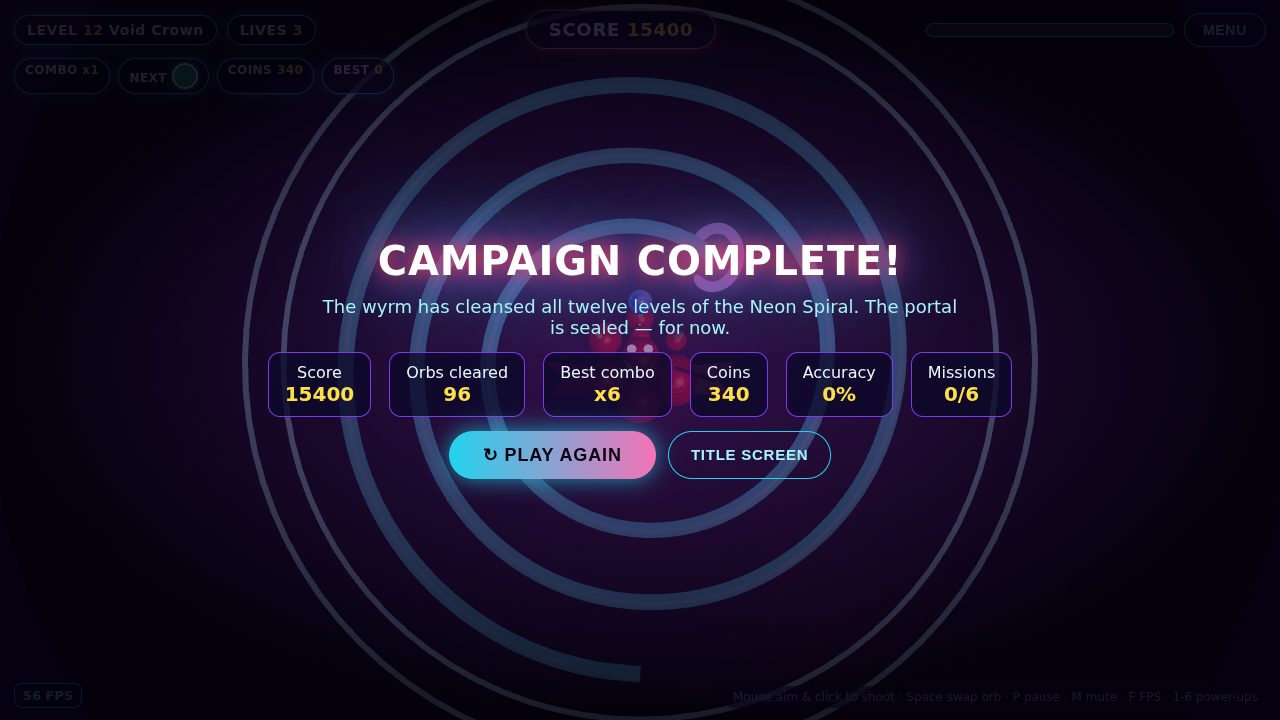 LEVEL 12 Void Crown
LIVES 3
SCORE 15400
MENU
COMBO x1
NEXT
COINS 340
BEST 0
CAMPAIGN COMPLETE!
The wyrm has cleansed all twelve levels of the Neon Spiral. The portal
is sealed — for now.
Score
15400
Orbs cleared
96
Best combo
x6
Coins
340
Accuracy
0%
Missions
0/6
↻ PLAY AGAIN
TITLE SCREEN
56 FPS
Mouse aim & click to shoot · Space swap orb · P pause · M mute · F FPS · 1-6 power-ups